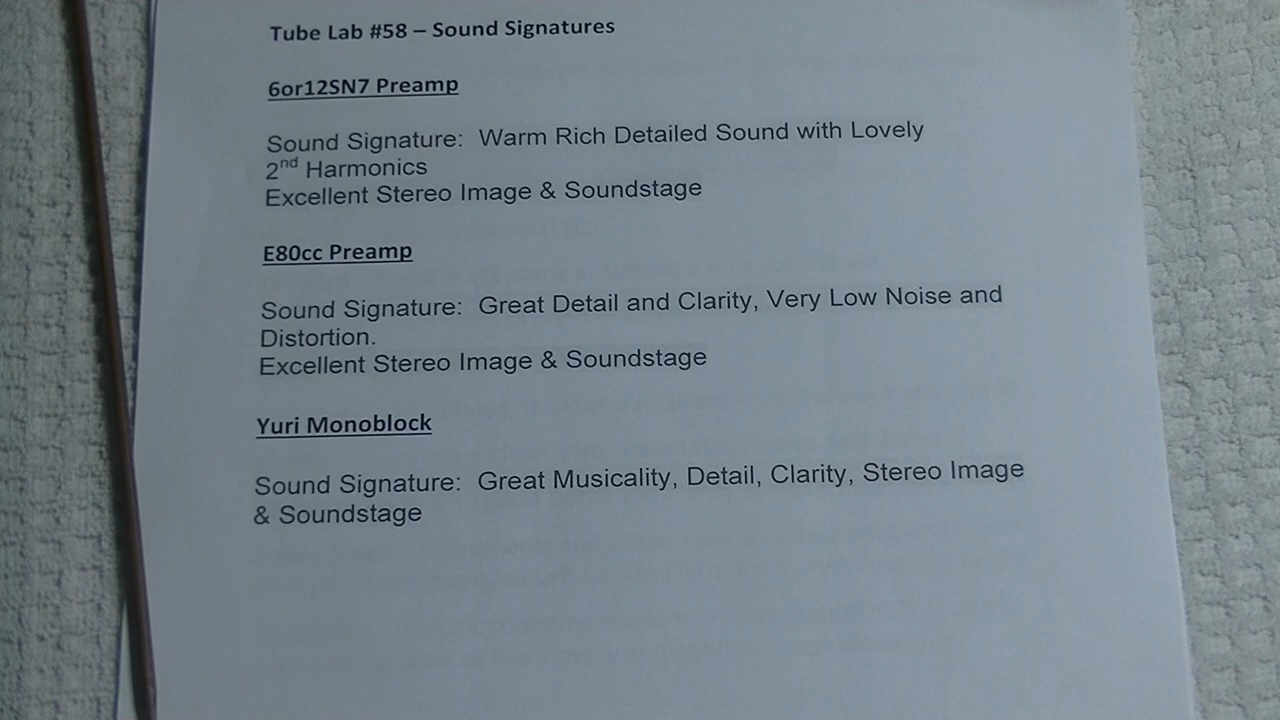 Tube Lab #58 – Sound Signatures
6or12SN7 Preamp
Sound Signature:  Warm Rich Detailed Sound with Lovely
2nd Harmonics
Excellent Stereo Image & Soundstage
E80cc Preamp
Sound Signature:  Great Detail and Clarity, Very Low Noise and
Distortion.
Excellent Stereo Image & Soundstage
Yuri Monoblock
Sound Signature:  Great Musicality, Detail, Clarity, Stereo Image
& Soundstage